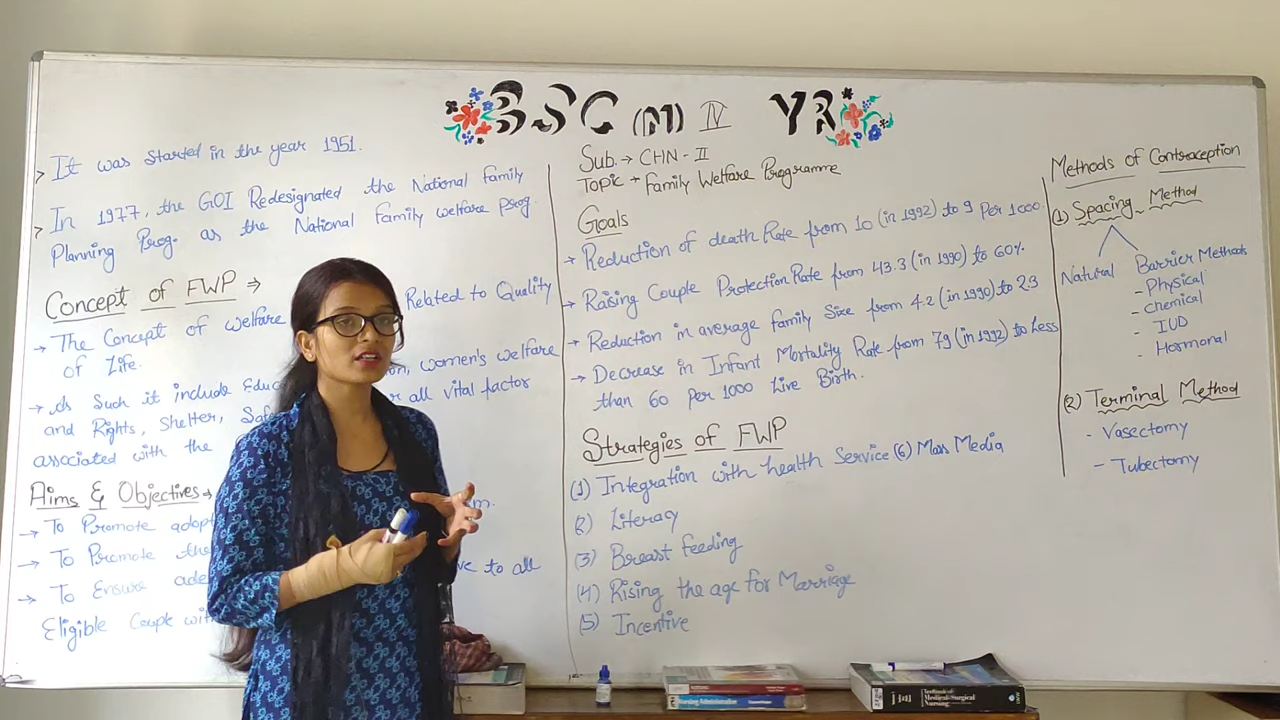 BSC (N) IV YR
> It was started in the year 1951.
> In 1977, the GOI Redesignated the National Family
Planning Prog. as the National Family welfare prog.
Concept of FWP →
→ The Concept of welfare Related to Quality
of Life.
→ As Such it include women's welfare
and Rights, Shelter, all vital factor
associated with the
Aims & Objectives →
→ To Promote
→ To Promote the
→ To Ensure to all
Eligible Couple
Sub. → CHN - II
Topic → Family Welfare Programme
Goals
→ Reduction of death Rate from 10 (in 1992) to 9 Per 1000.
→ Raising Couple Protection Rate from 43.3 (in 1990) to 60%
→ Reduction in average family Size from 4.2 (in 1990) to 2.3
→ Decrease in Infant Mortality Rate from 79 (in 1992) to Less
than 60 Per 1000 Live Birth.
Strategies of FWP
(1) Integration with health Service (6) Mass Media
(2) Literacy
(3) Breast feeding
(4) Rising the age for Marriage
(5) Incentive
Methods of Contraception
(1) Spacing Method
Natural Barrier Methods
- Physical
- Chemical
- IUD
- Hormonal
(2) Terminal Method
- Vasectomy
- Tubectomy
Nursing Administration
Textbook of
Medical-Surgical
Nursing